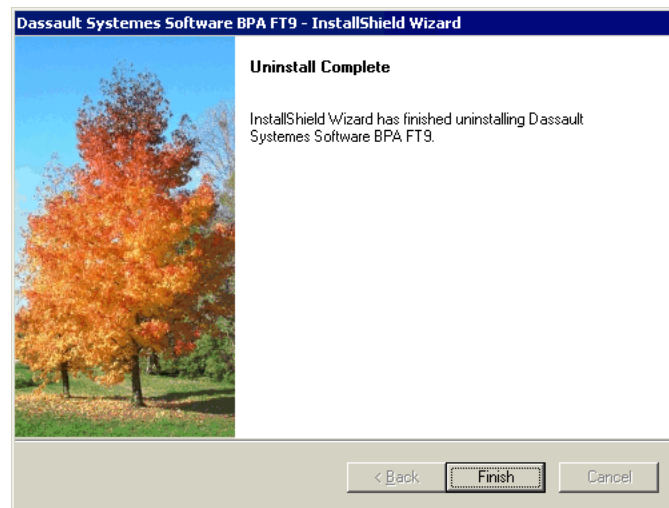 Dassault Systemes Software BPA FT9 - InstallShield Wizard
Uninstall Complete
InstallShield Wizard has finished uninstalling Dassault
Systemes Software BPA FT9.
< Back
Finish
Cancel